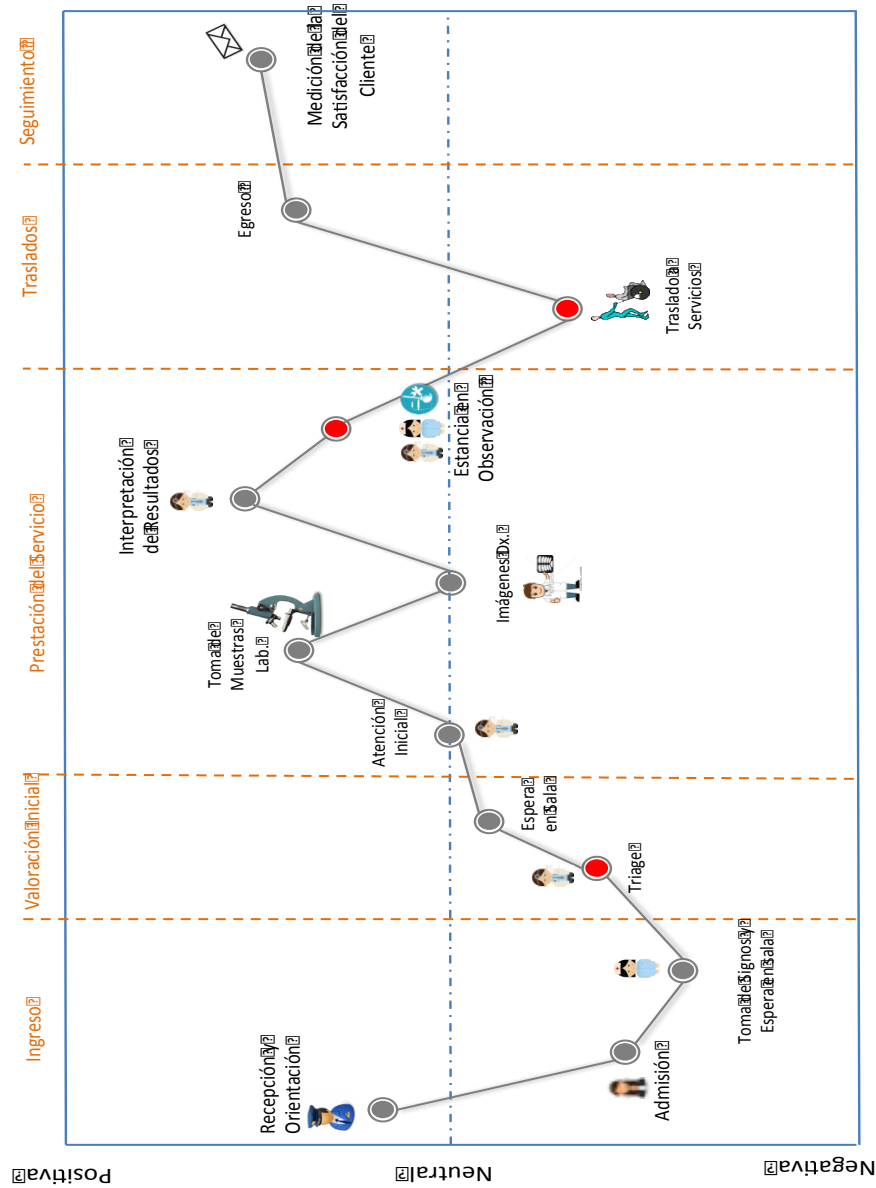 Ingreso
Valoración Inicial
Prestación del Servicio
Traslados
Seguimiento
Positiva
Neutral
Negativa
Recepción y
Orientación
Admisión
Toma de Signos y
Espera en Sala
Triage
Espera
en Sala
Atención
Inicial
Toma de
Muestras
Lab.
Imágenes Dx.
Interpretación
de Resultados
Estancia en
Observación
Traslado a
Servicios
Egreso
Medición de la
Satisfacción del
Cliente